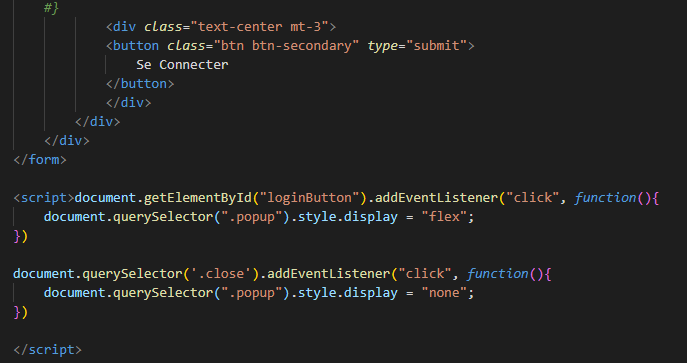 #}
<div class="text-center mt-3">
<button class="btn btn-secondary" type="submit">
Se Connecter
</button>
</div>
</div>
</div>
</form>
<script>document.getElementById("loginButton").addEventListener("click", function(){
document.querySelector(".popup").style.display = "flex";
})
document.querySelector('.close').addEventListener("click", function(){
document.querySelector(".popup").style.display = "none";
})
</script>